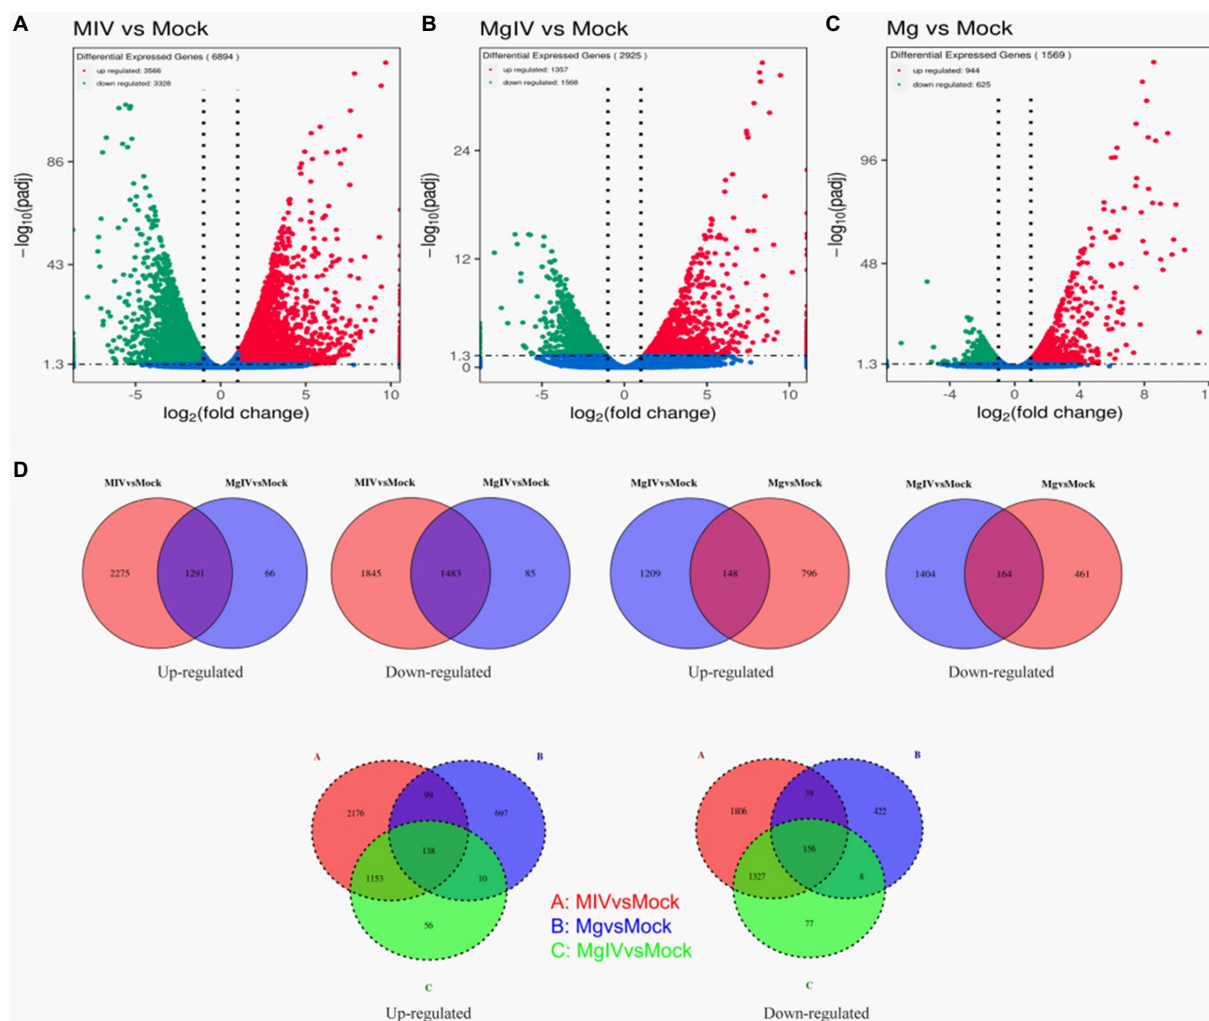 A MIV vs Mock
Differential Expressed Genes ( 6894 )
up regulated: 3566
down regulated: 3328
86
43
1.3
−log10(padj)
-5 0 5 10
log2(fold change)
B MgIV vs Mock
Differential Expressed Genes ( 2925 )
up regulated: 1357
down regulated: 1568
24
12
1.3
0
−log10(padj)
-5 0 5 10
log2(fold change)
C Mg vs Mock
Differential Expressed Genes ( 1569 )
up regulated: 944
down regulated: 625
96
48
1.3
−log10(padj)
-4 0 4 8 1
log2(fold change)
D
MIVvsMock MgIVvsMock
2275 1291 66
Up-regulated
MIVvsMock MgIVvsMock
1845 1483 85
Down-regulated
MgIVvsMock MgvsMock
1209 148 796
Up-regulated
MgIVvsMock MgvsMock
1404 164 461
Down-regulated
A B
99
2176 697
138
1153 10
56
C
Up-regulated
A: MIVvsMock
B: MgvsMock
C: MgIVvsMock
A B
39
1806 422
156
1327 8
77
C
Down-regulated